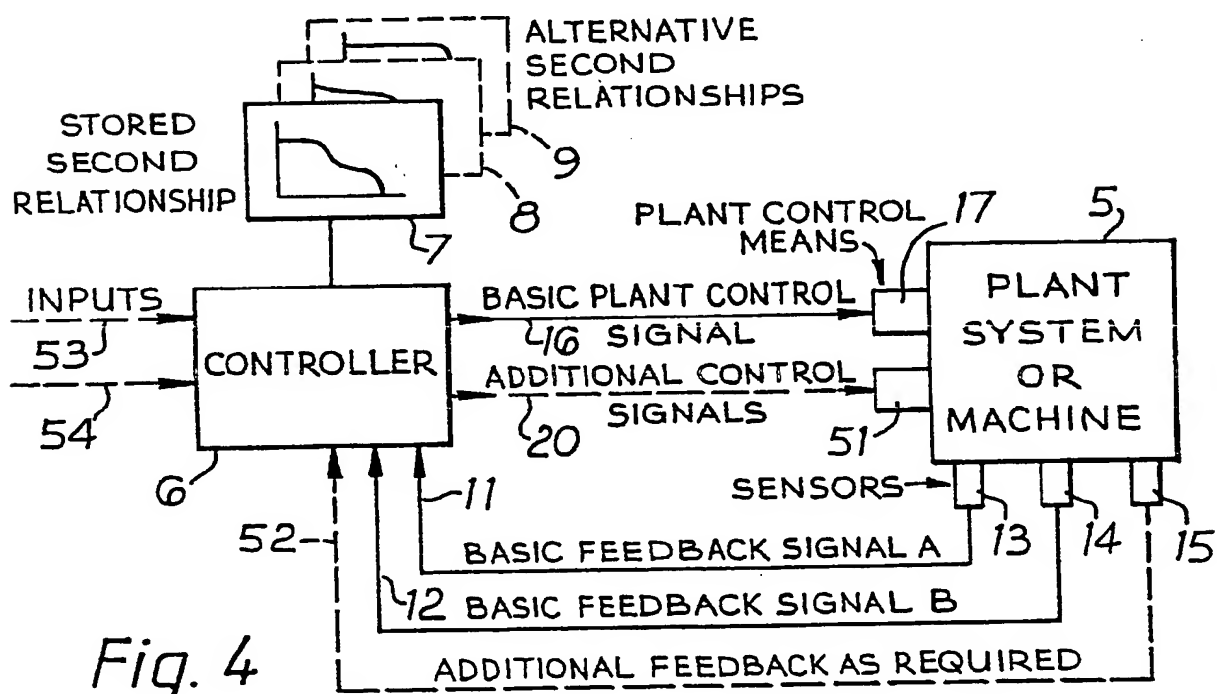 ALTERNATIVE
SECOND
RELATIONSHIPS
9
8
STORED
SECOND
RELATIONSHIP
7
PLANT CONTROL
MEANS
17
5
INPUTS
53
54
CONTROLLER
6
BASIC PLANT CONTROL
SIGNAL
16
ADDITIONAL CONTROL
SIGNALS
20
51
PLANT
SYSTEM
OR
MACHINE
SENSORS
13
14
15
11
52
BASIC FEEDBACK SIGNAL A
12
BASIC FEEDBACK SIGNAL B
ADDITIONAL FEEDBACK AS REQUIRED
Fig. 4